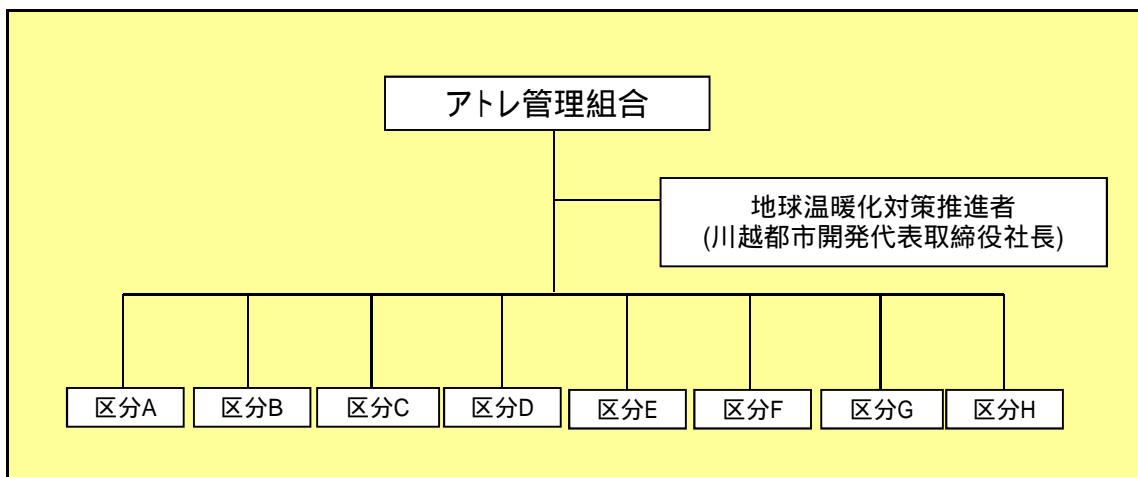 アトレ管理組合
地球温暖化対策推進者
(川越都市開発代表取締役社長)
区分A
区分B
区分C
区分D
区分E
区分F
区分G
区分H